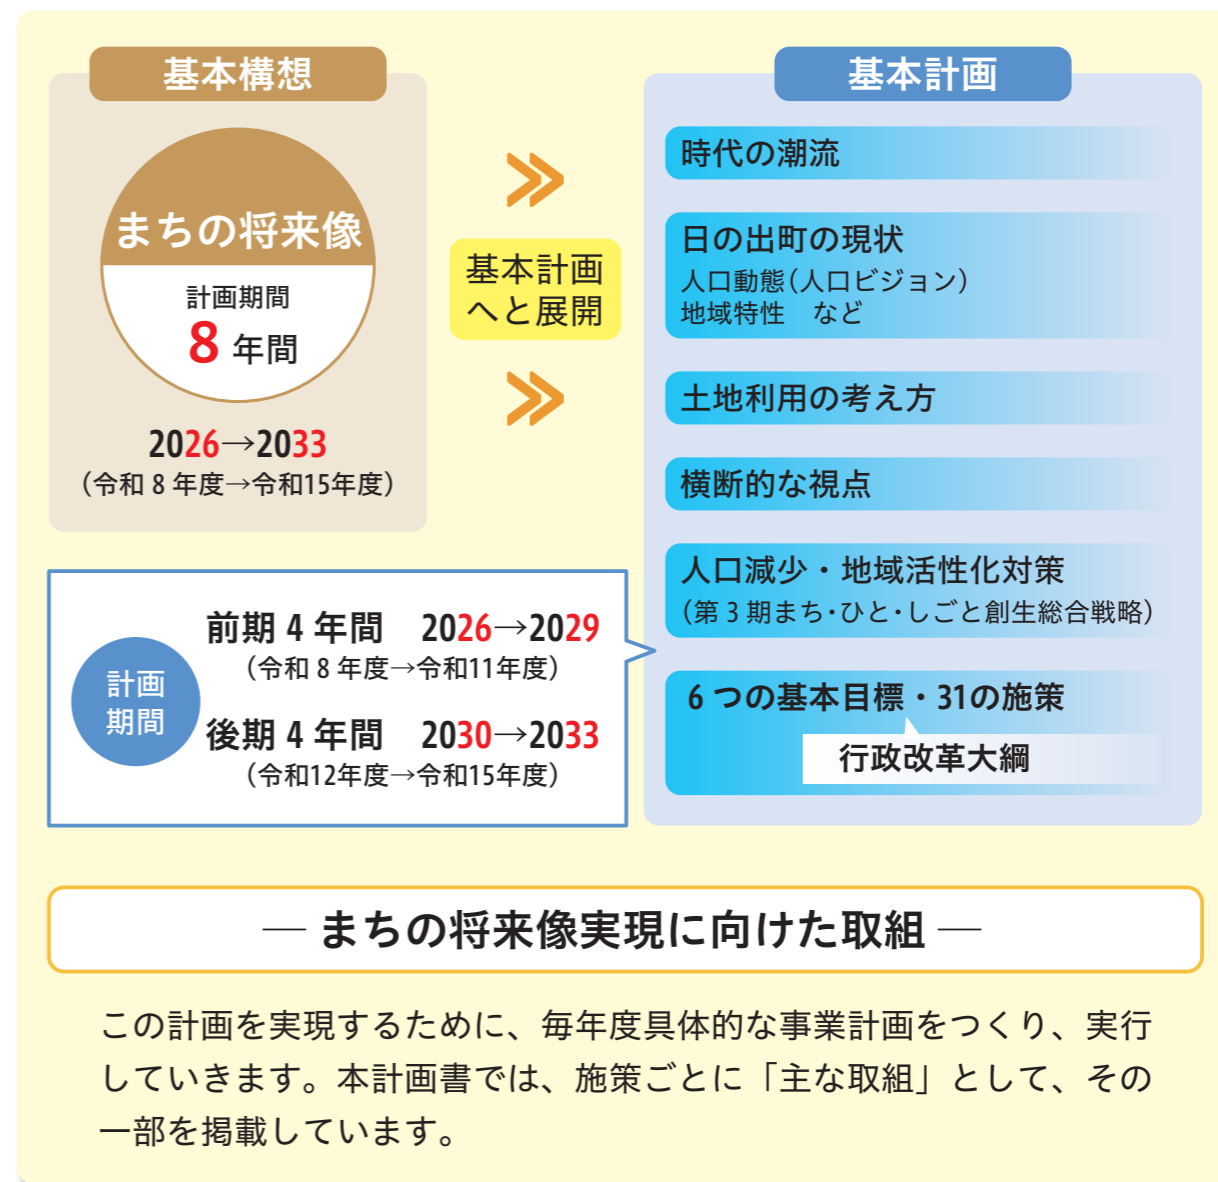 基本構想
まちの将来像
計画期間
8 年間
2026→2033
（令和 8 年度→令和15年度）
基本計画
へと展開
基本計画
時代の潮流
日の出町の現状
人口動態（人口ビジョン）
地域特性　など
土地利用の考え方
横断的な視点
人口減少・地域活性化対策
（第 3 期まち・ひと・しごと創生総合戦略）
6 つの基本目標・31の施策
行政改革大綱
計画
期間
前期 4 年間　2026→2029
（令和 8 年度→令和11年度）
後期 4 年間　2030→2033
（令和12年度→令和15年度）
― まちの将来像実現に向けた取組 ―
この計画を実現するために、毎年度具体的な事業計画をつくり、実行
していきます。本計画書では、施策ごとに「主な取組」として、その
一部を掲載しています。